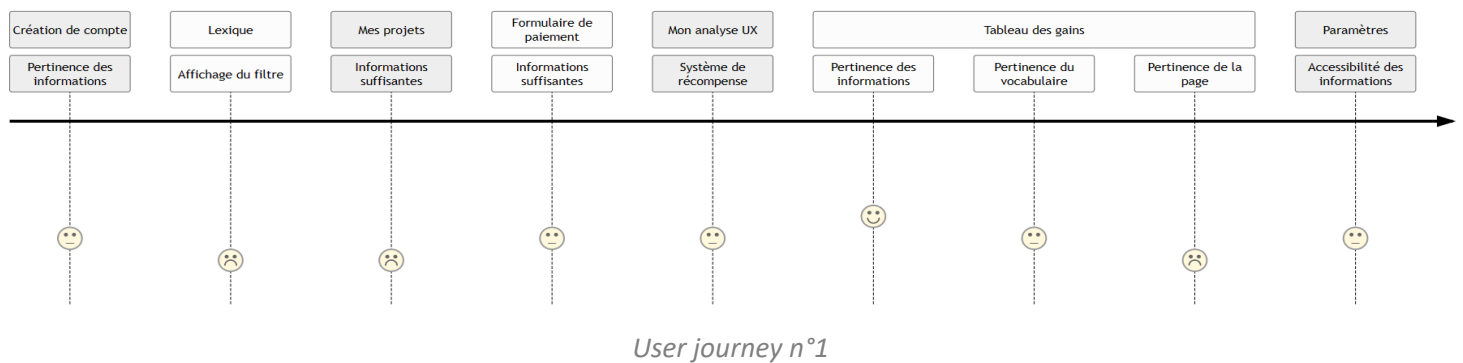 Création de compte
Lexique
Mes projets
Formulaire de
paiement
Mon analyse UX
Tableau des gains
Paramètres
Pertinence des
informations
Affichage du filtre
Informations
suffisantes
Informations
suffisantes
Système de
récompense
Pertinence des
informations
Pertinence du
vocabulaire
Pertinence de la
page
Accessibilité des
informations
User journey n°1